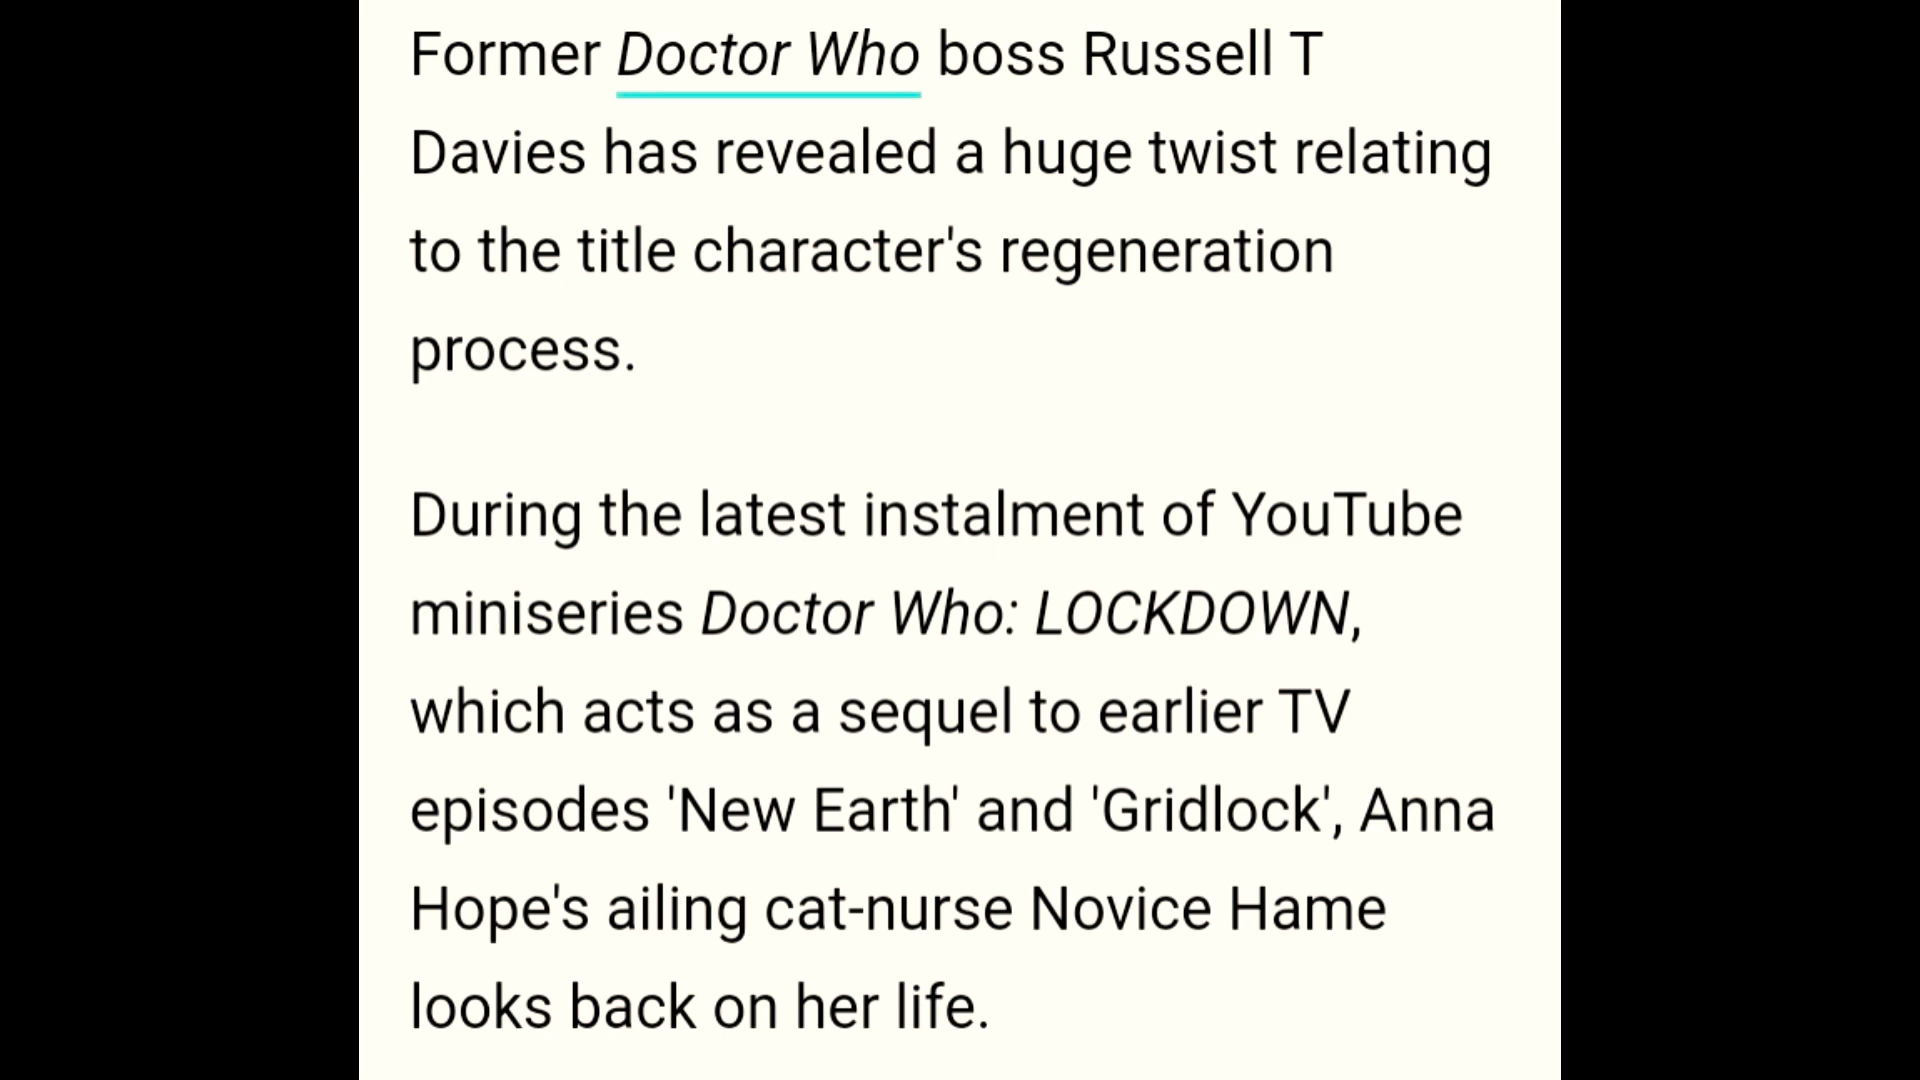 Former Doctor Who boss Russell T
Davies has revealed a huge twist relating
to the title character's regeneration
process.
During the latest instalment of YouTube
miniseries Doctor Who: LOCKDOWN,
which acts as a sequel to earlier TV
episodes 'New Earth' and 'Gridlock', Anna
Hope's ailing cat-nurse Novice Hame
looks back on her life.